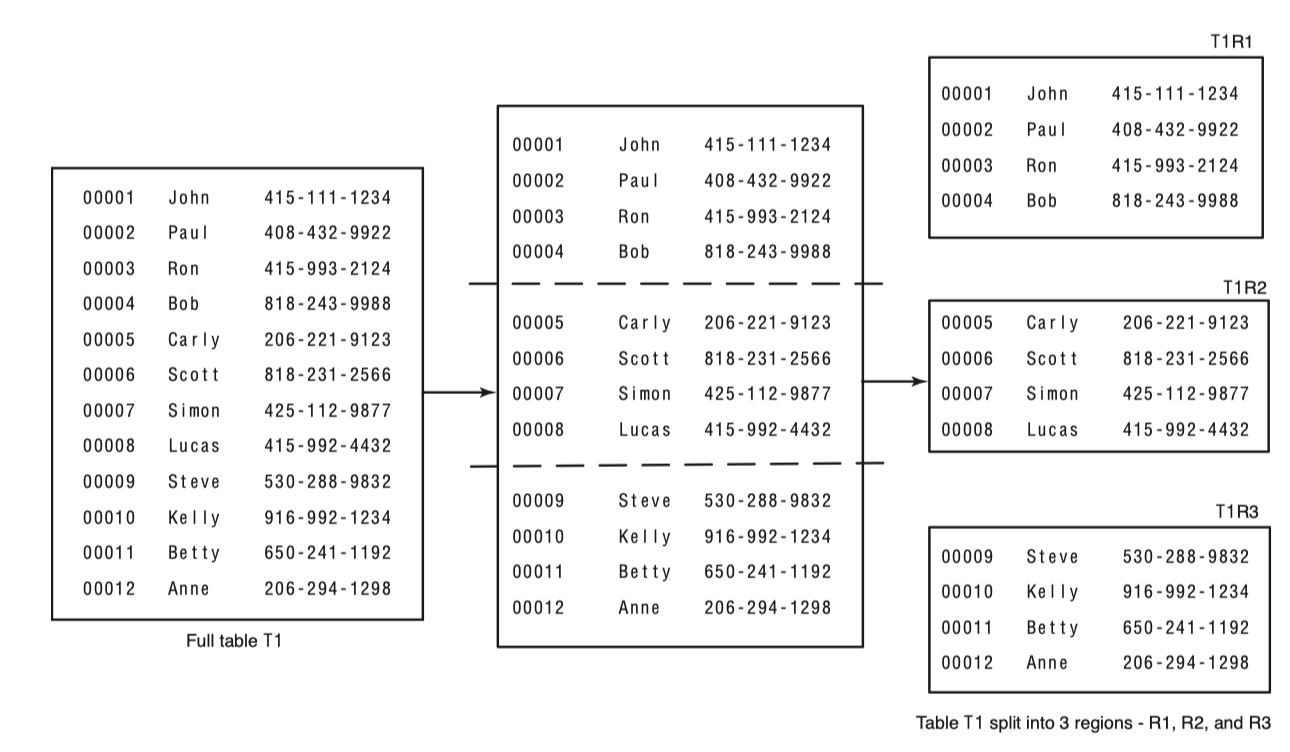 00001 John 415-111-1234
00002 Paul 408-432-9922
00003 Ron 415-993-2124
00004 Bob 818-243-9988
00005 Carly 206-221-9123
00006 Scott 818-231-2566
00007 Simon 425-112-9877
00008 Lucas 415-992-4432
00009 Steve 530-288-9832
00010 Kelly 916-992-1234
00011 Betty 650-241-1192
00012 Anne 206-294-1298
Full table T1
00001 John 415-111-1234
00002 Paul 408-432-9922
00003 Ron 415-993-2124
00004 Bob 818-243-9988
00005 Carly 206-221-9123
00006 Scott 818-231-2566
00007 Simon 425-112-9877
00008 Lucas 415-992-4432
00009 Steve 530-288-9832
00010 Kelly 916-992-1234
00011 Betty 650-241-1192
00012 Anne 206-294-1298
T1R1
00001 John 415-111-1234
00002 Paul 408-432-9922
00003 Ron 415-993-2124
00004 Bob 818-243-9988
T1R2
00005 Carly 206-221-9123
00006 Scott 818-231-2566
00007 Simon 425-112-9877
00008 Lucas 415-992-4432
T1R3
00009 Steve 530-288-9832
00010 Kelly 916-992-1234
00011 Betty 650-241-1192
00012 Anne 206-294-1298
Table T1 split into 3 regions - R1, R2, and R3